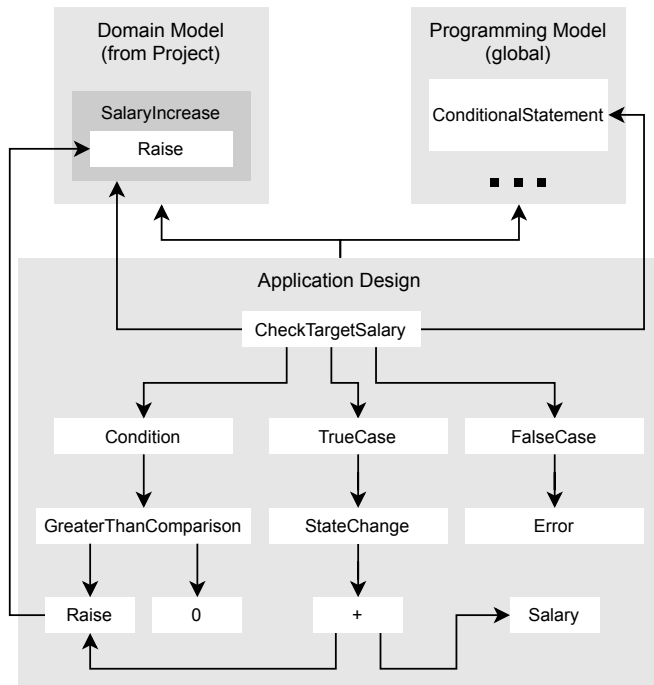 Domain Model
(from Project)
Programming Model
(global)
SalaryIncrease
Raise
ConditionalStatement
Application Design
CheckTargetSalary
Condition
TrueCase
FalseCase
GreaterThanComparison
StateChange
Error
Raise
0
+
Salary